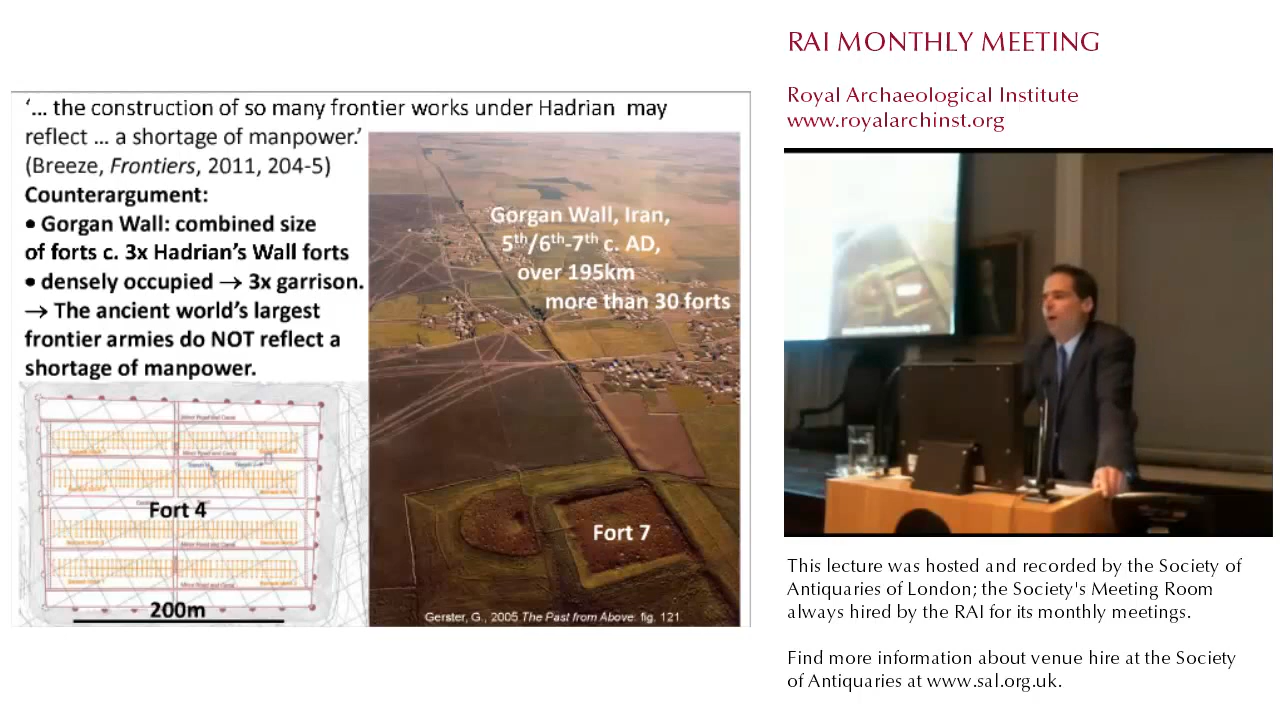 ‘... the construction of so many frontier works under Hadrian may
reflect ... a shortage of manpower.’
(Breeze, Frontiers, 2011, 204-5)
Counterargument:
• Gorgan Wall: combined size
of forts c. 3x Hadrian’s Wall forts
• densely occupied → 3x garrison.
→ The ancient world’s largest
frontier armies do NOT reflect a
shortage of manpower.
Gorgan Wall, Iran,
5th/6th-7th c. AD,
over 195km
more than 30 forts
Fort 4
200m
Fort 7
Gerster, G., 2005 The Past from Above: fig. 121.
RAI MONTHLY MEETING
Royal Archaeological Institute
www.royalarchinst.org
This lecture was hosted and recorded by the Society of
Antiquaries of London; the Society's Meeting Room
always hired by the RAI for its monthly meetings.
Find more information about venue hire at the Society
of Antiquaries at www.sal.org.uk.